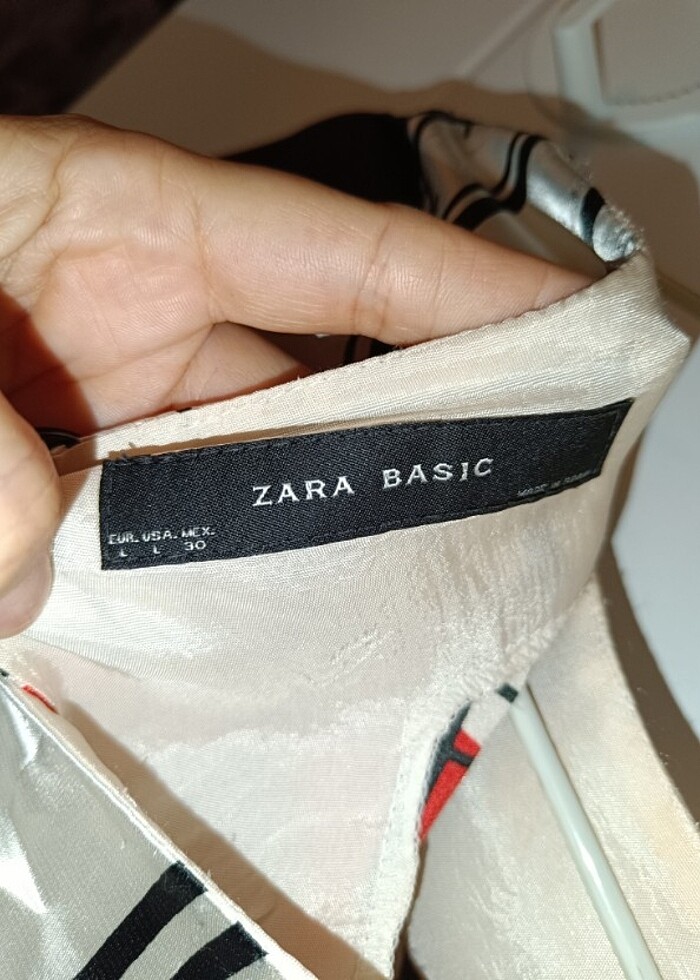 ZARA BASIC
MADE IN
EUR. USA. MEX.
L L 30